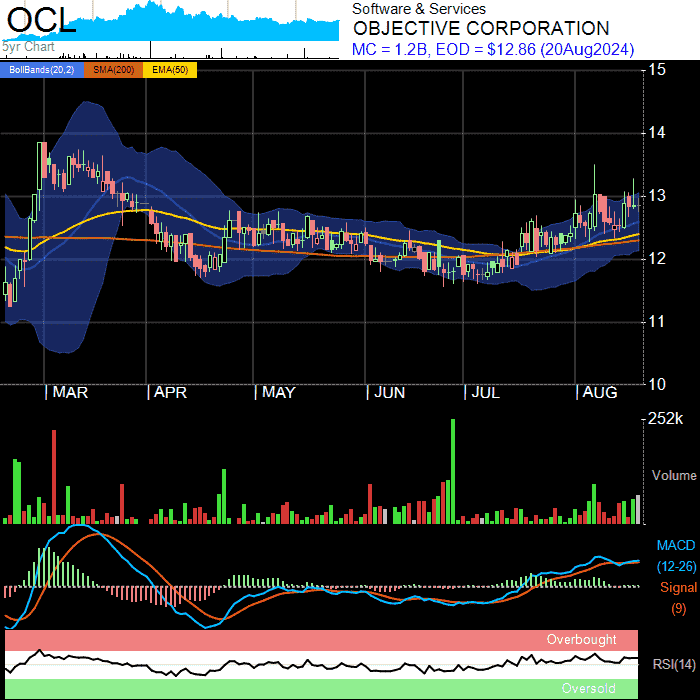 OCL
5yr Chart
Software & Services
OBJECTIVE CORPORATION
MC = 1.2B, EOD = $12.86 (20Aug2024)
BollBands(20,2) SMA(200) EMA(50)
15
14
13
12
11
10
MAR APR MAY JUN JUL AUG
252k
Volume
MACD
(12-26)
Signal
(9)
Overbought
RSI(14)
Oversold